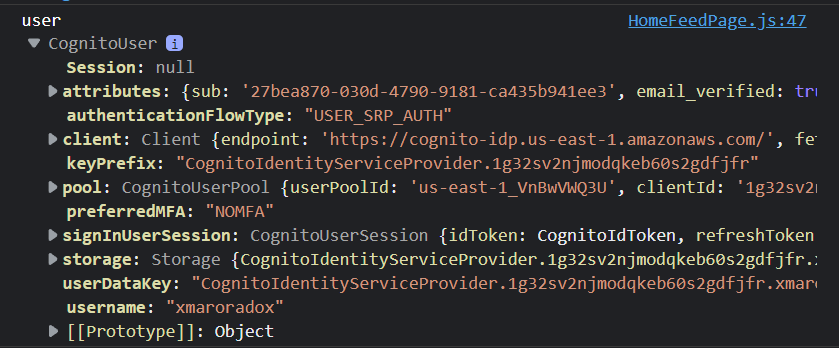 user HomeFeedPage.js:47
CognitoUser i
Session: null
attributes: {sub: '27bea870-030d-4790-9181-ca435b941ee3', email_verified: tru
authenticationFlowType: "USER_SRP_AUTH"
client: Client {endpoint: 'https://cognito-idp.us-east-1.amazonaws.com/', fet
keyPrefix: "CognitoIdentityServiceProvider.1g32sv2njmodqkeb60s2gdfjfr"
pool: CognitoUserPool {userPoolId: 'us-east-1_VnBwVWQ3U', clientId: '1g32sv2n
preferredMFA: "NOMFA"
signInUserSession: CognitoUserSession {idToken: CognitoIdToken, refreshToken
storage: Storage {CognitoIdentityServiceProvider.1g32sv2njmodqkeb60s2gdfjfr.x
userDataKey: "CognitoIdentityServiceProvider.1g32sv2njmodqkeb60s2gdfjfr.xmaro
username: "xmaroradox"
[[Prototype]]: Object